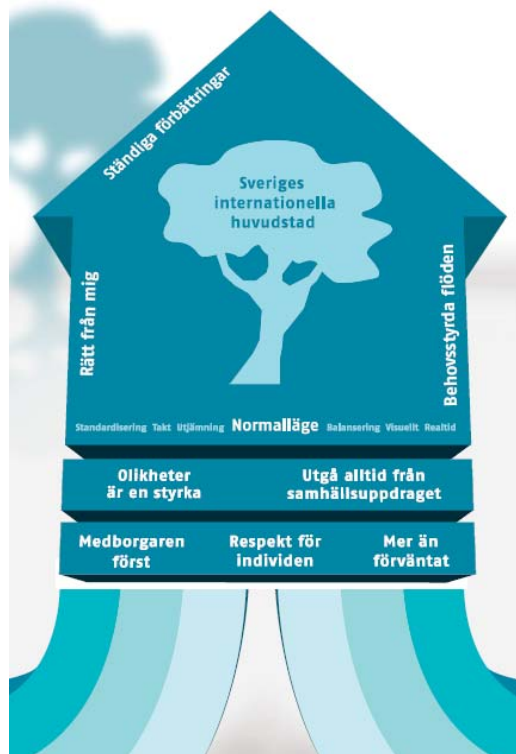 Ständiga förbättringar
Sveriges
internationella
huvudstad
Rätt från mig
Behovsstyrda flöden
Standardisering Takt Utjämning Normalläge Balansering Visuellt Realtid
Olikheter
är en styrka
Utgå alltid från
samhällsuppdraget
Medborgaren
först
Respekt för
individen
Mer än
förväntat